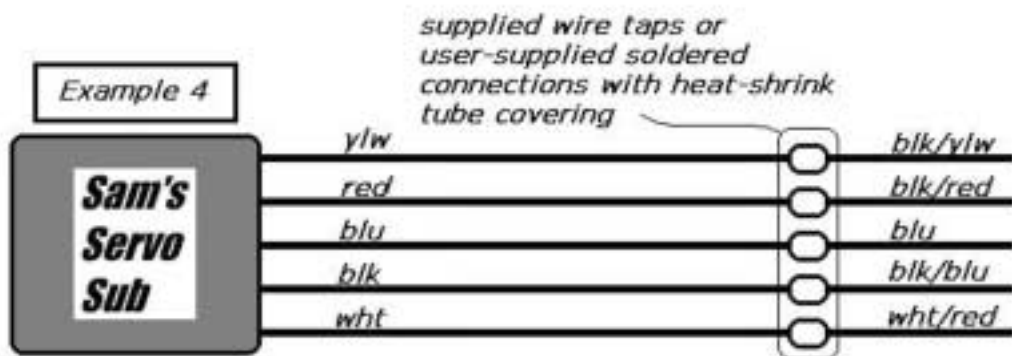 supplied wire taps or
user-supplied soldered
connections with heat-shrink
tube covering
Example 4
Sam's
Servo
Sub
ylw
blk/ylw
red
blk/red
blu
blu
blk
blk/blu
wht
wht/red